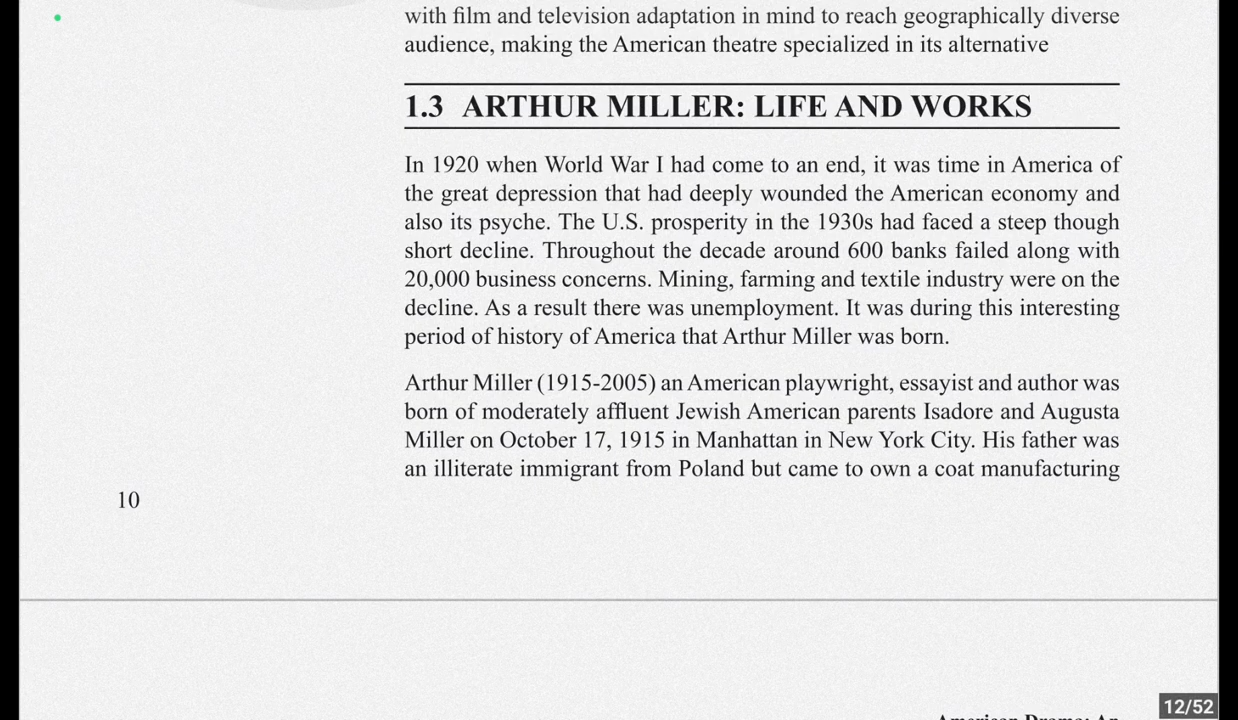 with film and television adaptation in mind to reach geographically diverse
audience, making the American theatre specialized in its alternative
1.3 ARTHUR MILLER: LIFE AND WORKS
In 1920 when World War I had come to an end, it was time in America of
the great depression that had deeply wounded the American economy and
also its psyche. The U.S. prosperity in the 1930s had faced a steep though
short decline. Throughout the decade around 600 banks failed along with
20,000 business concerns. Mining, farming and textile industry were on the
decline. As a result there was unemployment. It was during this interesting
period of history of America that Arthur Miller was born.
Arthur Miller (1915-2005) an American playwright, essayist and author was
born of moderately affluent Jewish American parents Isadore and Augusta
Miller on October 17, 1915 in Manhattan in New York City. His father was
an illiterate immigrant from Poland but came to own a coat manufacturing
10
American Drama: An
12/52